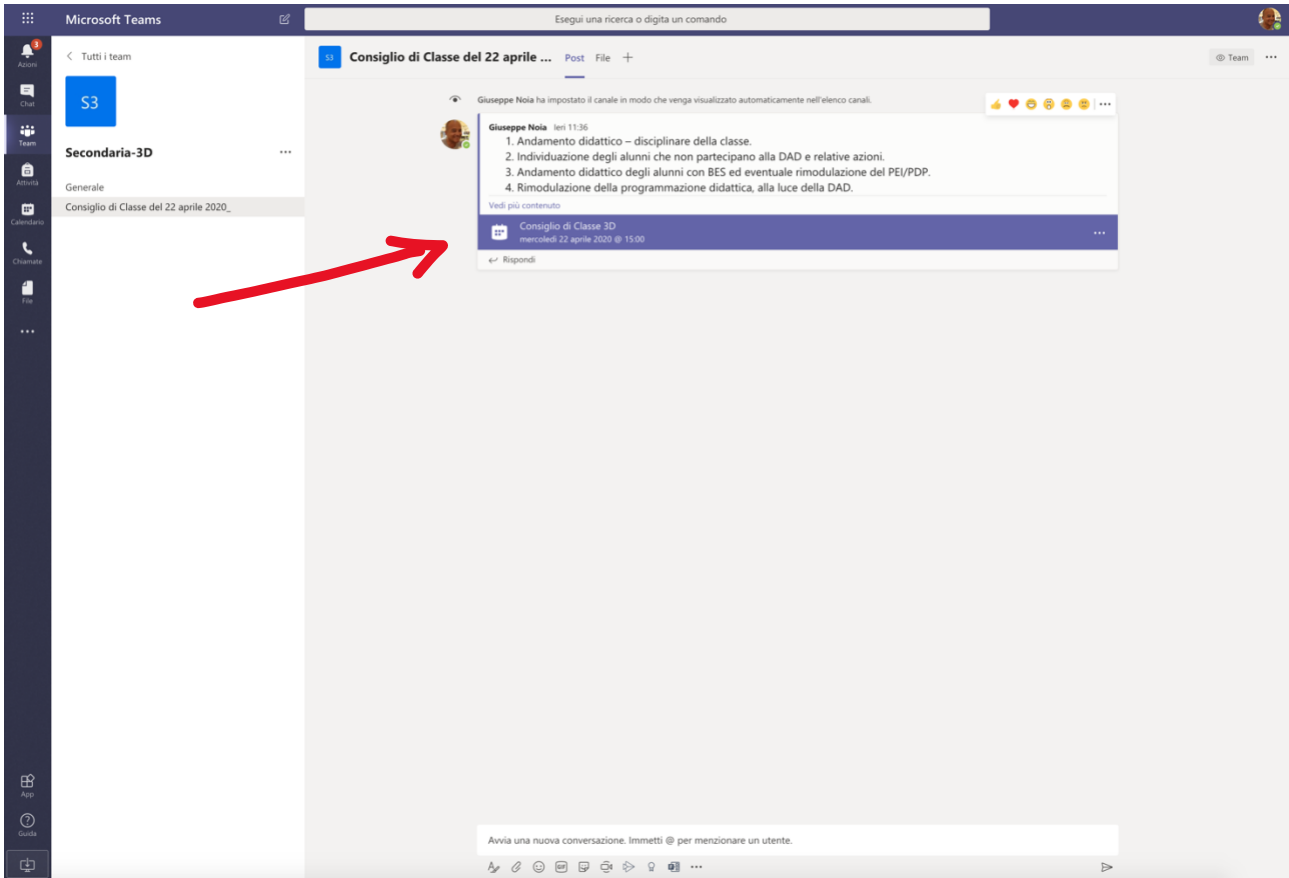 Microsoft Teams
Esegui una ricerca o digita un comando
3
Azioni
Chat
Team
Attività
Calendario
Chiamate
File
App
Guida
Tutti i team
S3
Secondaria-3D
Generale
Consiglio di Classe del 22 aprile 2020_
S3
Consiglio di Classe del 22 aprile ... Post File
Team
Giuseppe Noia ha impostato il canale in modo che venga visualizzato automaticamente nell'elenco canali.
Giuseppe Noia Ieri 11:36
1. Andamento didattico – disciplinare della classe.
2. Individuazione degli alunni che non partecipano alla DAD e relative azioni.
3. Andamento didattico degli alunni con BES ed eventuale rimodulazione del PEI/PDP.
4. Rimodulazione della programmazione didattica, alla luce della DAD.
Vedi più contenuto
Consiglio di Classe 3D
mercoledì 22 aprile 2020 @ 15:00
Rispondi
Avvia una nuova conversazione. Immetti @ per menzionare un utente.
GIF